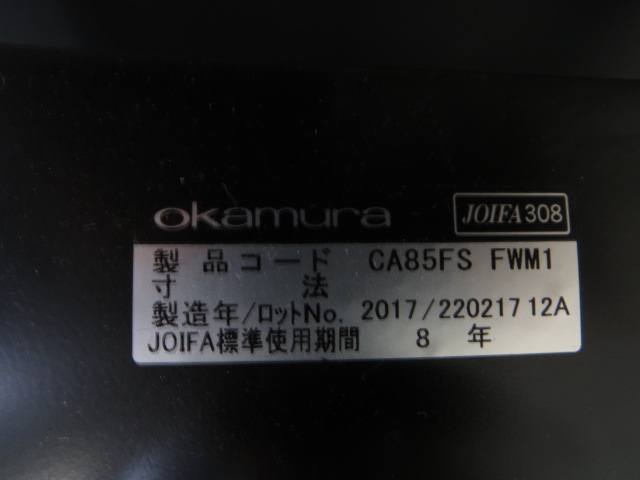 okamura
JOIFA308
製品コード CA85FS FWM1
寸法
製造年/ロットNo. 2017/22021712A
JOIFA標準使用期間 8 年